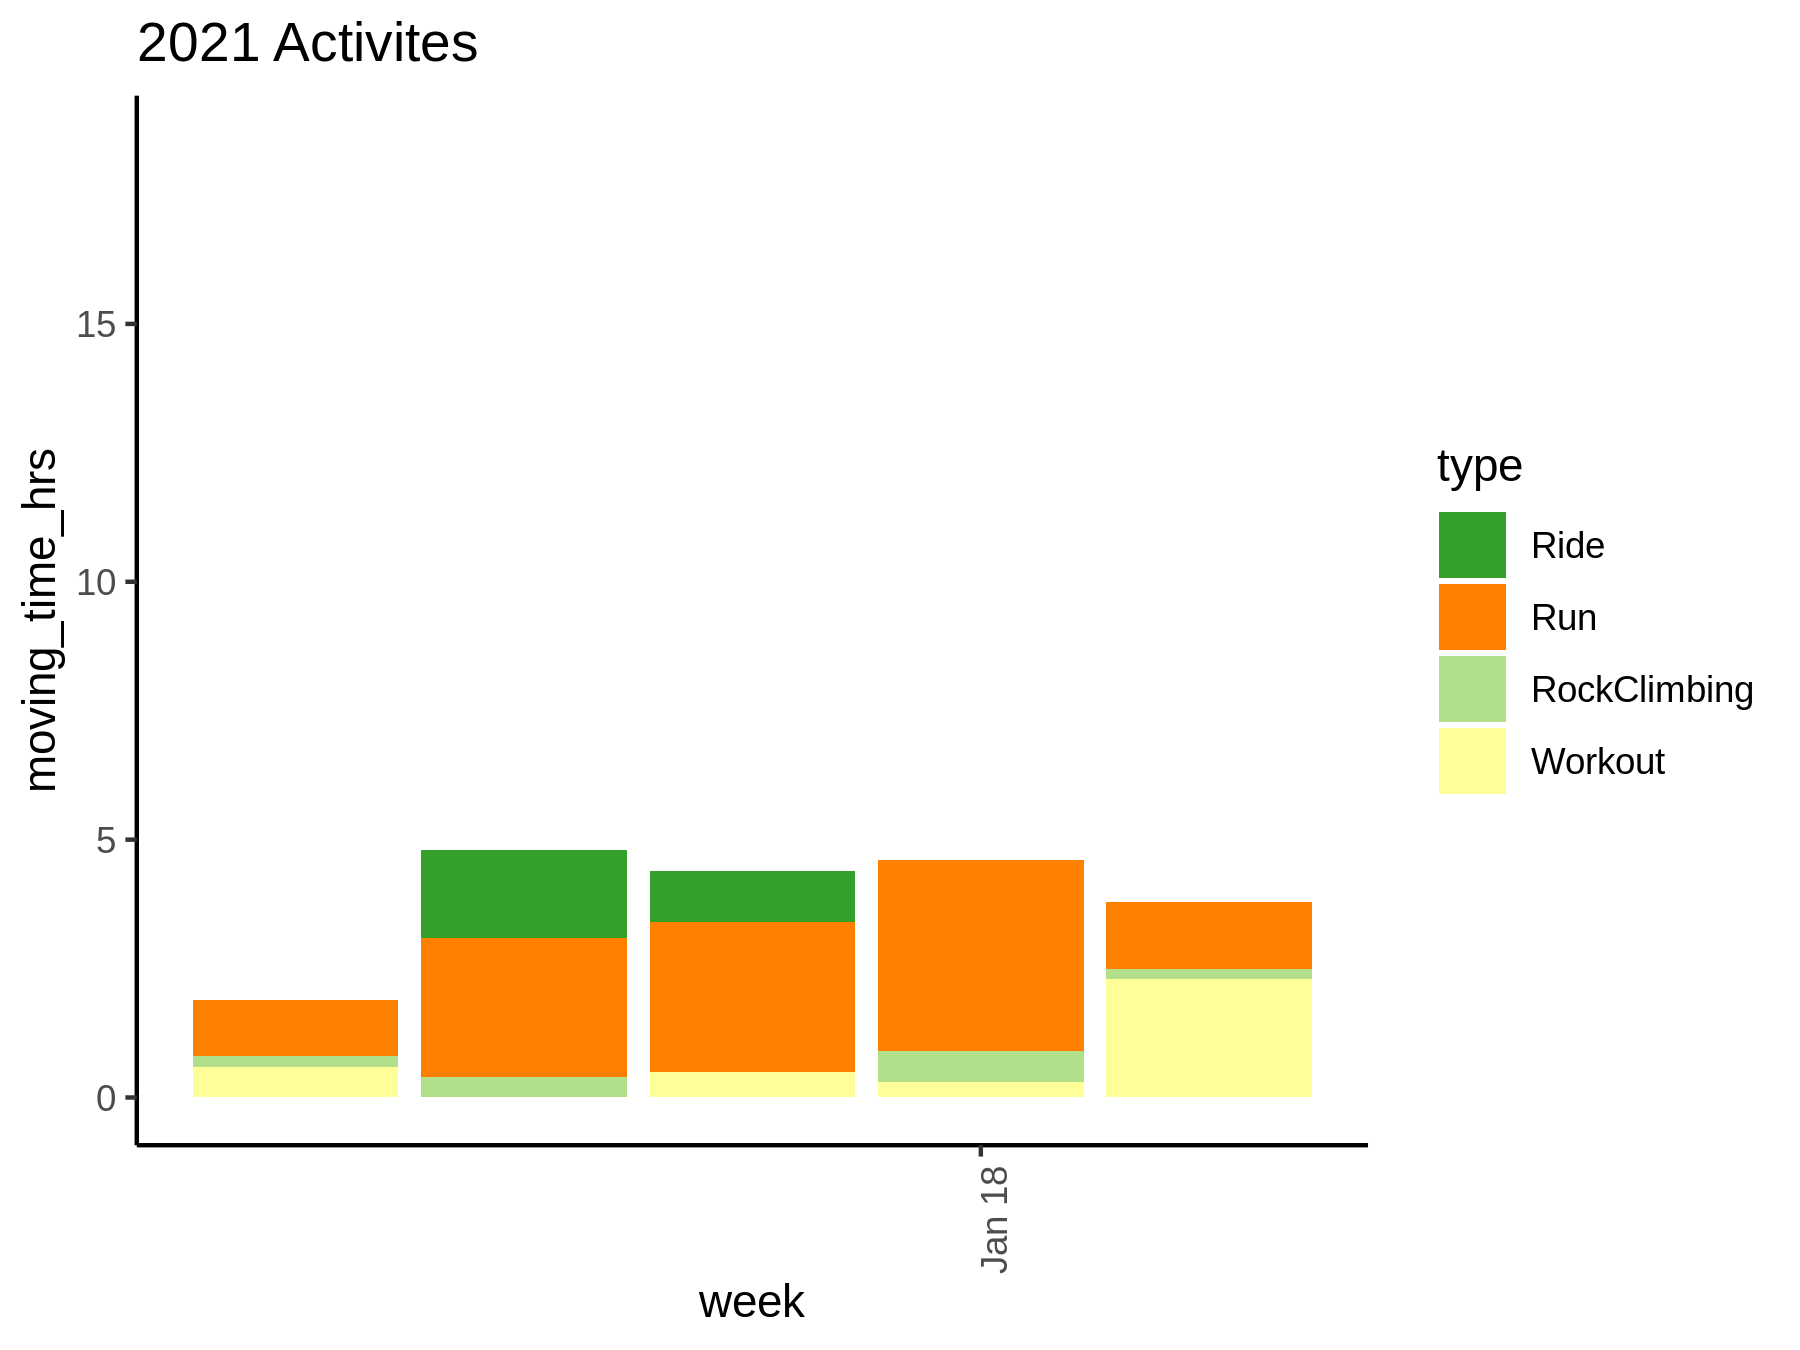 2021 Activites
moving_time_hrs
15
10
5
0
Jan 18
week
type
Ride
Run
RockClimbing
Workout